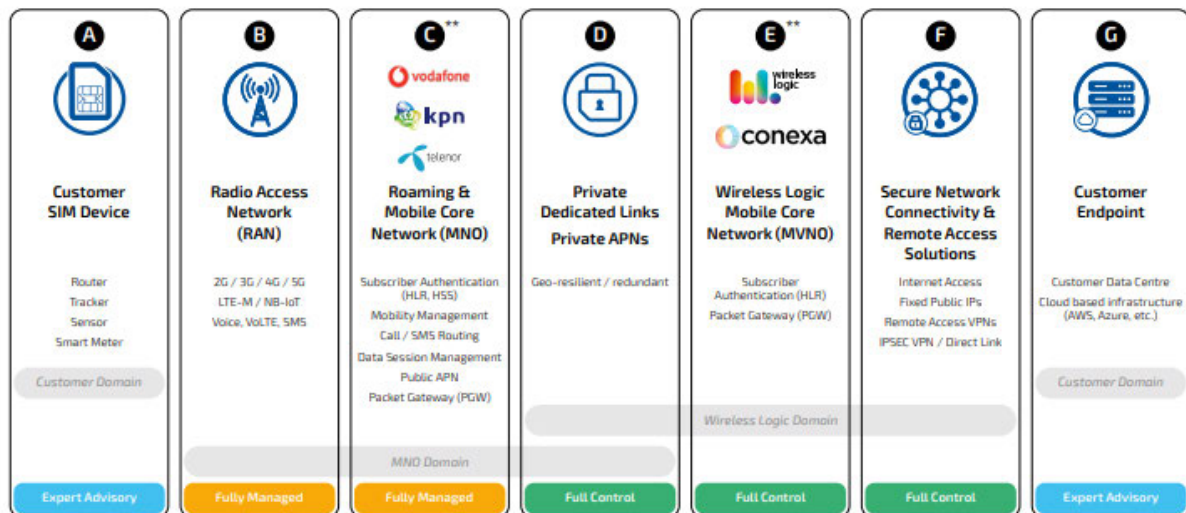 A
Customer
SIM Device
Router
Tracker
Sensor
Smart Meter
Customer Domain
Expert Advisory
B
Radio Access
Network
(RAN)
2G / 3G / 4G / 5G
LTE-M / NB-IoT
Voice, VoLTE, SMS
Fully Managed
C**
vodafone
kpn
telenor
Roaming &
Mobile Core
Network (MNO)
Subscriber Authentication
(HLR, HSS)
Mobility Management
Call / SMS Routing
Data Session Management
Public APN
Packet Gateway (PGW)
MNO Domain
Fully Managed
D
Private
Dedicated Links
Private APNs
Geo-resilient / redundant
Full Control
E**
wireless
logic
conexa
Wireless Logic
Mobile Core
Network (MVNO)
Subscriber
Authentication (HLR)
Packet Gateway (PGW)
Wireless Logic Domain
Full Control
F
Secure Network
Connectivity &
Remote Access
Solutions
Internet Access
Fixed Public IPs
Remote Access VPNs
IPSEC VPN / Direct Link
Full Control
G
Customer
Endpoint
Customer Data Centre
Cloud based infrastructure
(AWS, Azure, etc.)
Customer Domain
Expert Advisory